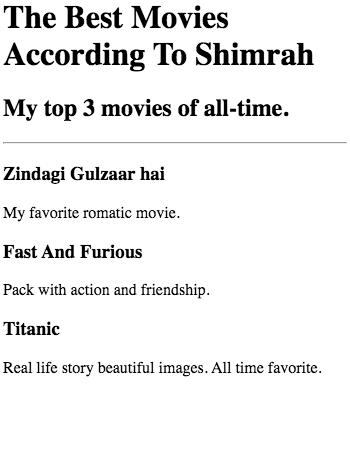 The Best Movies
According To Shimrah
My top 3 movies of all-time.
Zindagi Gulzaar hai
My favorite romatic movie.
Fast And Furious
Pack with action and friendship.
Titanic
Real life story beautiful images. All time favorite.